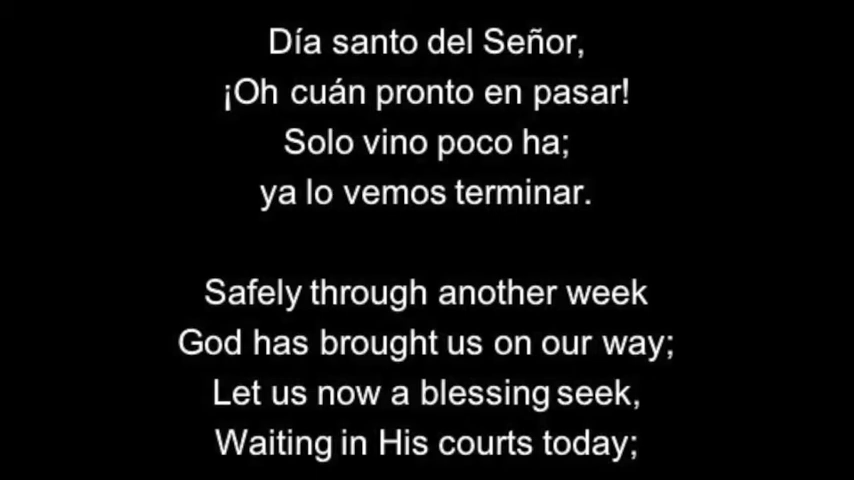 Día santo del Señor,
¡Oh cuán pronto en pasar!
Solo vino poco ha;
ya lo vemos terminar.
Safely through another week
God has brought us on our way;
Let us now a blessing seek,
Waiting in His courts today;